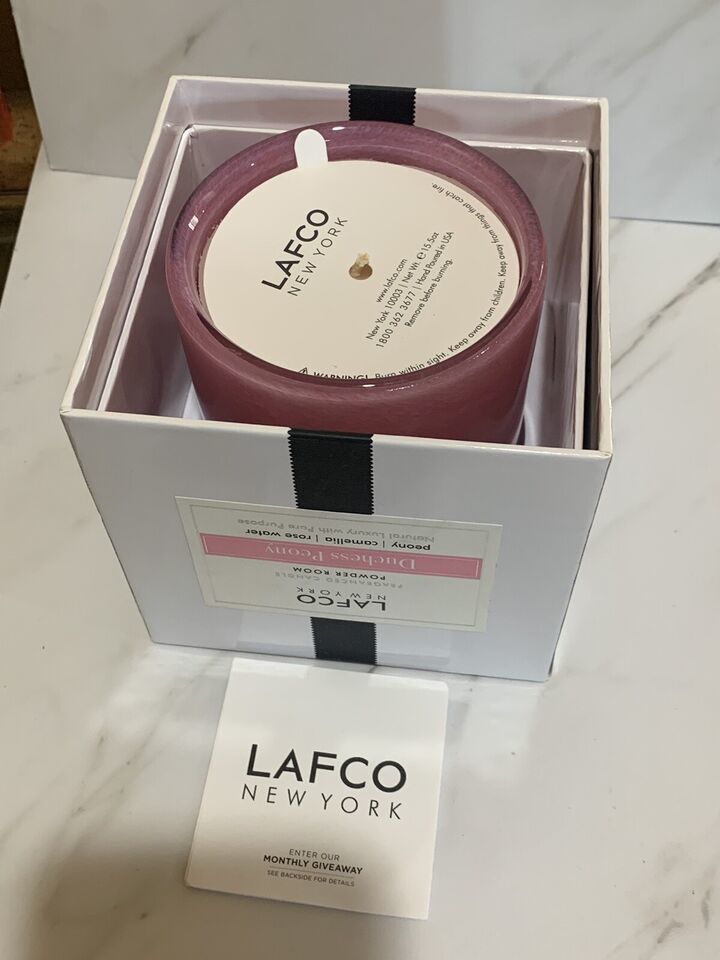 LAFCO
NEW YORK
www.lafco.com
New York 10003 | Net Wt. ℮ 15.5oz
1800 362 3677 | Hand Poured in USA
Remove before burning.
⚠ WARNING! Burn within sight. Keep away from children. Keep away from things that catch fire.
LAFCO
NEW YORK
FRAGRANCED CANDLE
POWDER ROOM
Duchess Peony
peony | camellia | rose water
Natural Luxury with Pure Purpose
LAFCO
NEW YORK
ENTER OUR
MONTHLY GIVEAWAY
SEE BACKSIDE FOR DETAILS